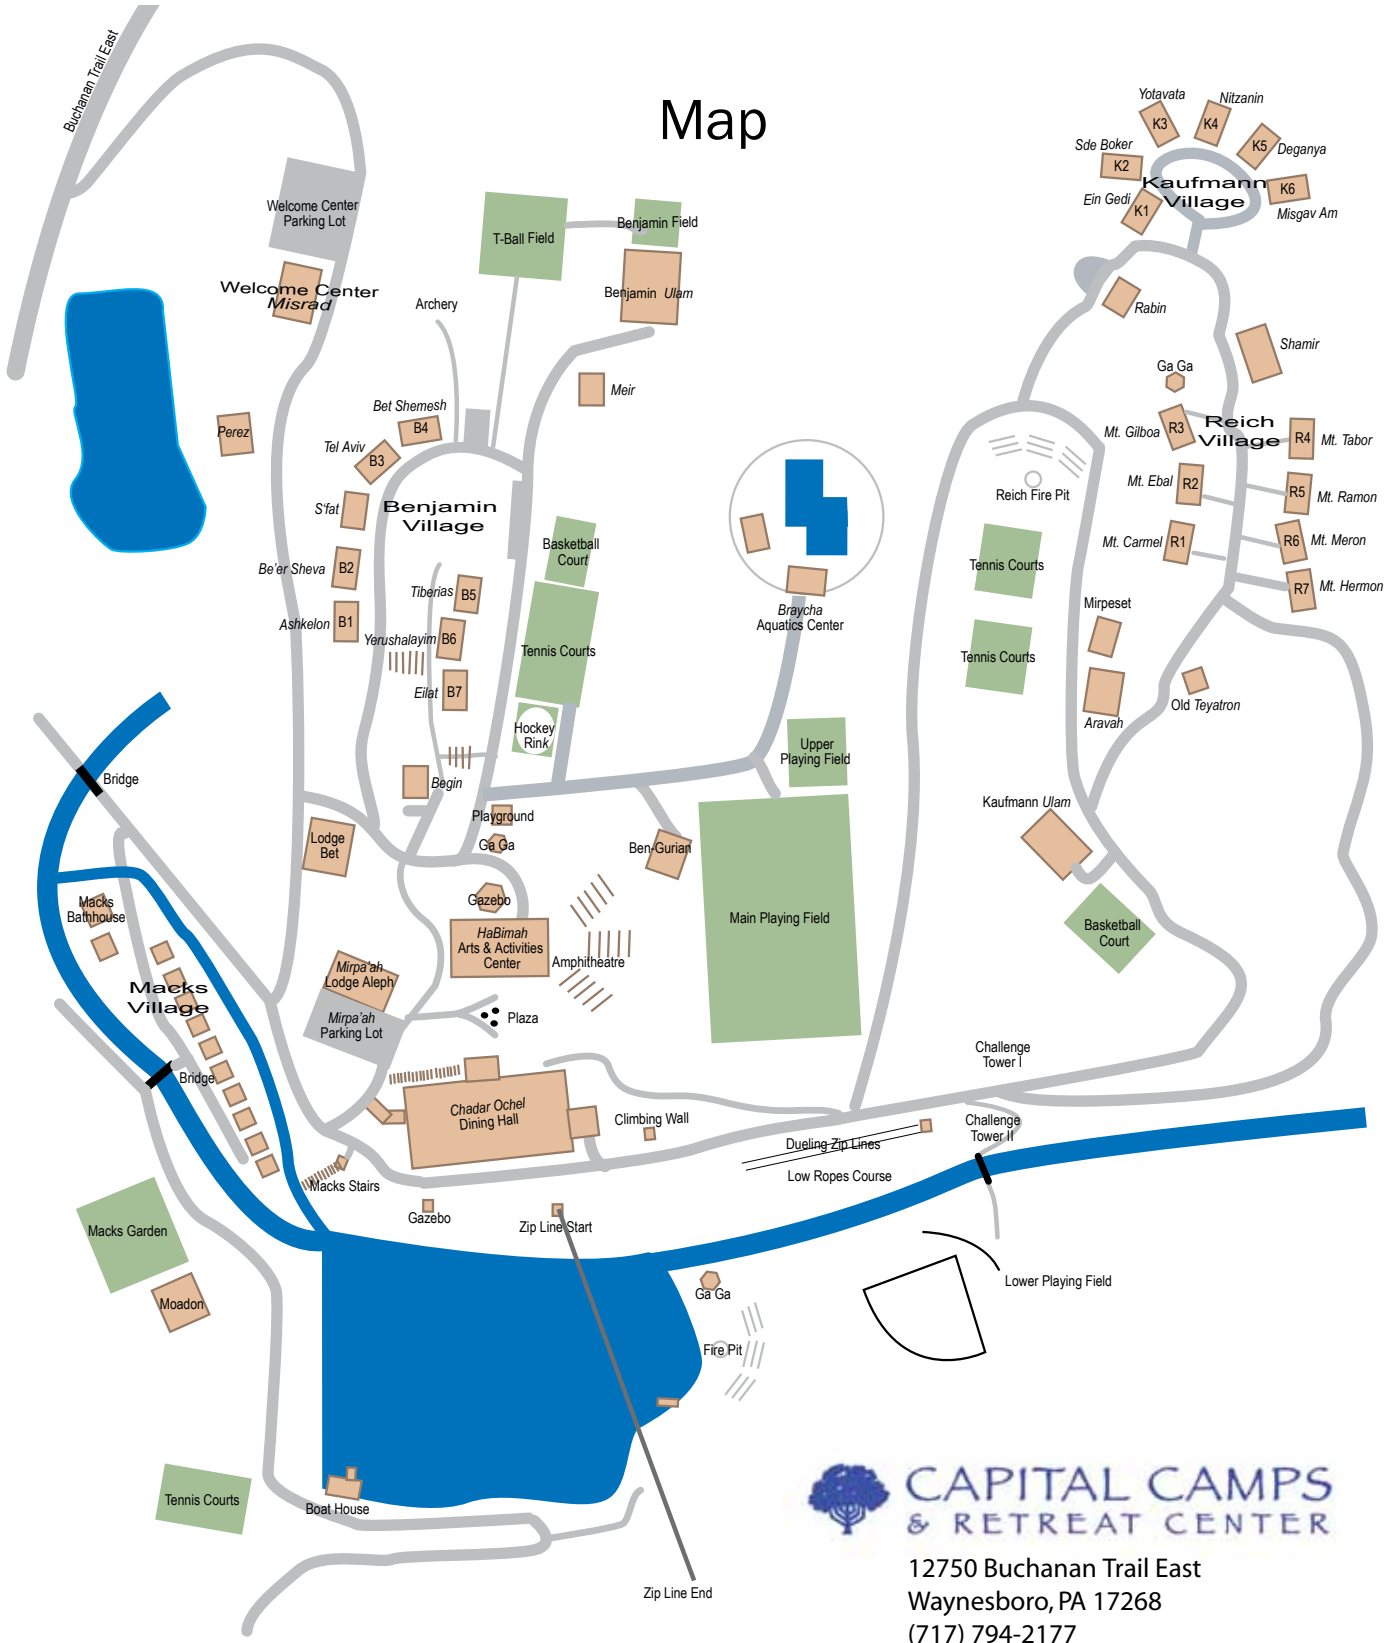 Map
Buchanan Trail East
Welcome Center
Parking Lot
Welcome Center
Misrad
T-Ball Field
Benjamin Field
Benjamin Ulam
Archery
Meir
Perez
Bet Shemesh
B4
Tel Aviv
B3
S'fat
Benjamin
Village
Be'er Sheva
B2
Ashkelon
B1
Tiberias
B5
Yerushalayim
B6
Eilat
B7
Basketball
Court
Tennis Courts
Hockey
Rink
Begin
Playground
Ga Ga
Gazebo
Lodge
Bet
HaBimah
Arts & Activities
Center
Amphitheatre
Ben-Gurian
Braycha
Aquatics Center
Upper
Playing Field
Main Playing Field
Yotavata
K3
Nitzanin
K4
Sde Boker
K2
K5
Deganya
Ein Gedi
K1
Kaufmann
Village
K6
Misgav Am
Rabin
Shamir
Ga Ga
Reich
Village
Mt. Gilboa
R3
R4
Mt. Tabor
Mt. Ebal
R2
R5
Mt. Ramon
Mt. Carmel
R1
R6
Mt. Meron
R7
Mt. Hermon
Reich Fire Pit
Tennis Courts
Tennis Courts
Mirpeset
Aravah
Old Teyatron
Kaufmann Ulam
Basketball
Court
Bridge
Macks
Bathhouse
Macks
Village
Bridge
Mirpa'ah
Lodge Aleph
Mirpa'ah
Parking Lot
Plaza
Chadar Ochel
Dining Hall
Climbing Wall
Challenge
Tower I
Challenge
Tower II
Dueling Zip Lines
Low Ropes Course
Macks Stairs
Gazebo
Zip Line Start
Macks Garden
Moadon
Ga Ga
Fire Pit
Lower Playing Field
Tennis Courts
Boat House
Zip Line End
CAPITAL CAMPS
& RETREAT CENTER
12750 Buchanan Trail East
Waynesboro, PA 17268
(717) 794-2177